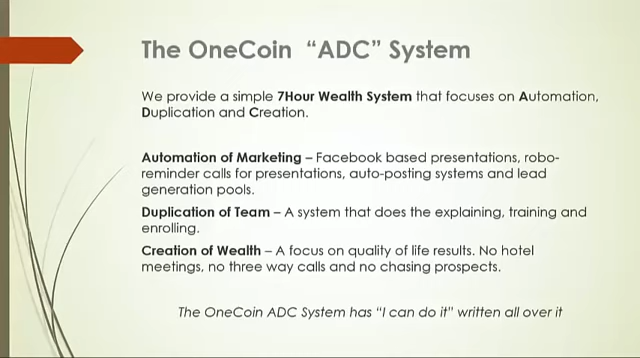 The OneCoin "ADC" System
We provide a simple 7Hour Wealth System that focuses on Automation,
Duplication and Creation.
Automation of Marketing – Facebook based presentations, robo-
reminder calls for presentations, auto-posting systems and lead
generation pools.
Duplication of Team – A system that does the explaining, training and
enrolling.
Creation of Wealth – A focus on quality of life results. No hotel
meetings, no three way calls and no chasing prospects.
The OneCoin ADC System has "I can do it" written all over it